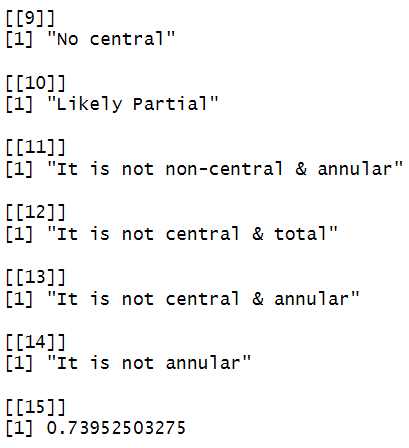 [[9]]
[1] "No central"
[[10]]
[1] "Likely Partial"
[[11]]
[1] "It is not non-central & annular"
[[12]]
[1] "It is not central & total"
[[13]]
[1] "It is not central & annular"
[[14]]
[1] "It is not annular"
[[15]]
[1] 0.73952503275